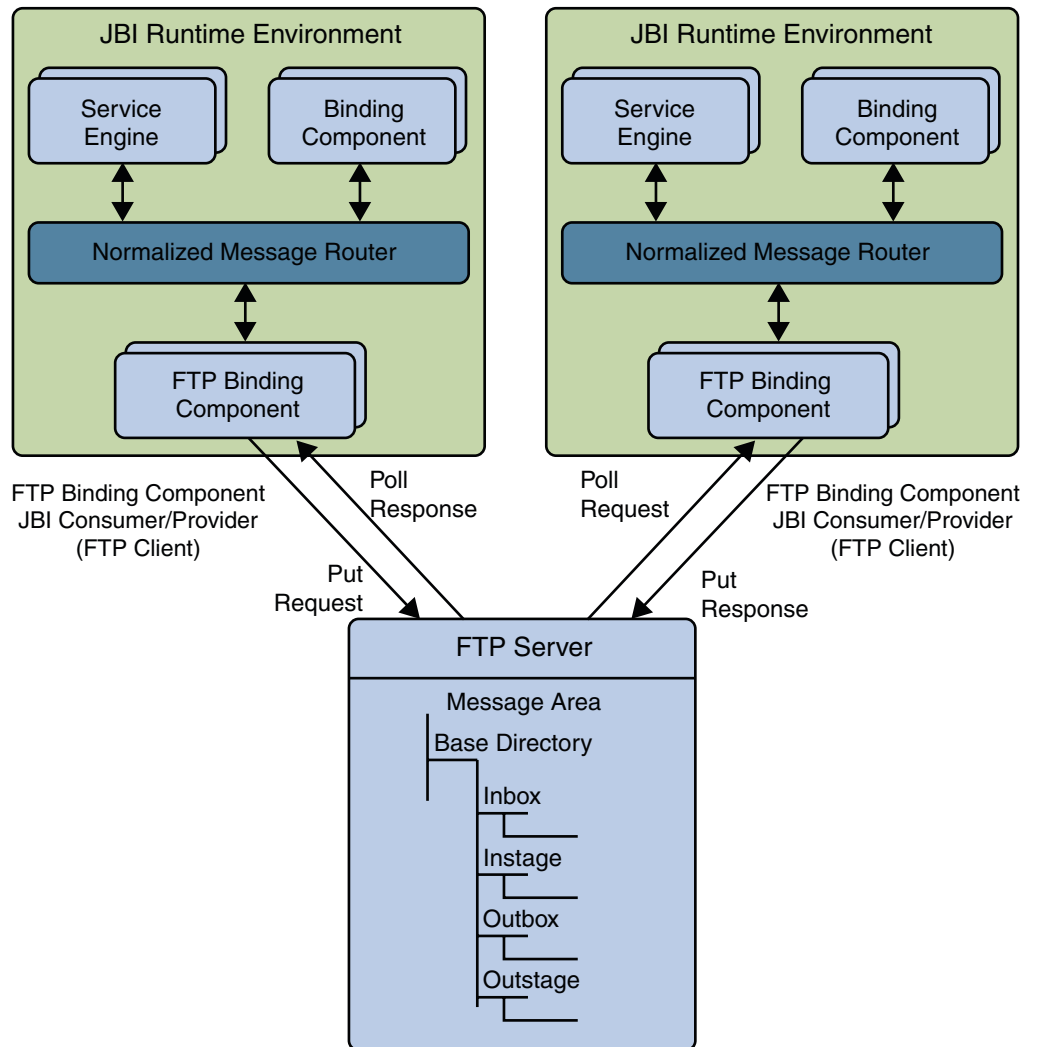 JBI Runtime Environment
Service
Engine
Binding
Component
Normalized Message Router
FTP Binding
Component
JBI Runtime Environment
Service
Engine
Binding
Component
Normalized Message Router
FTP Binding
Component
FTP Binding Component
JBI Consumer/Provider
(FTP Client)
Poll
Response
Put
Request
Poll
Request
FTP Binding Component
JBI Consumer/Provider
(FTP Client)
Put
Response
FTP Server
Message Area
Base Directory
Inbox
Instage
Outbox
Outstage